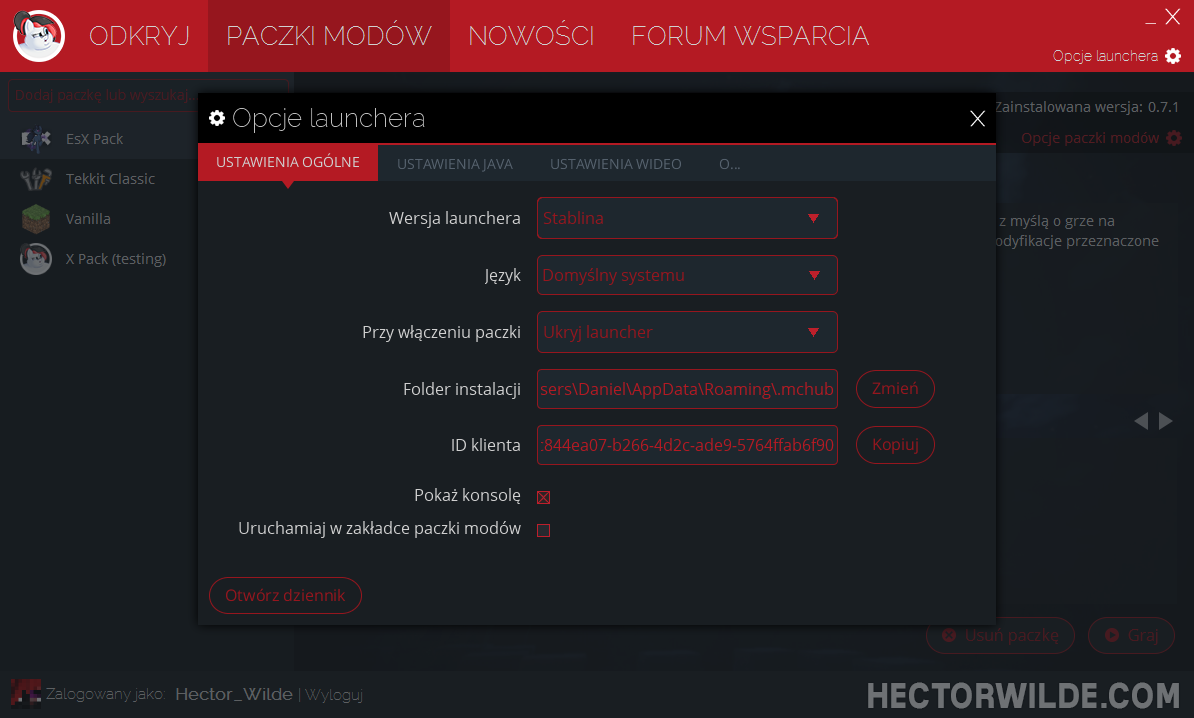 ODKRYJ PACZKI MODÓW NOWOŚCI FORUM WSPARCIA
Opcje launchera
Dodaj paczkę lub wyszukaj..
Zainstalowana wersja: 0.7.1
Opcje paczki modów
EsX Pack
Tekkit Classic
Vanilla
X Pack (testing)
z myślą o grze na
odyfikacje przeznaczone
Opcje launchera
USTAWIENIA OGÓLNE USTAWIENIA JAVA USTAWIENIA WIDEO O...
Wersja launchera Stablina
Język Domyślny systemu
Przy włączeniu paczki Ukryj launcher
Folder instalacji sers\Daniel\AppData\Roaming\.mchub Zmień
ID klienta :844ea07-b266-4d2c-ade9-5764ffab6f90 Kopiuj
Pokaż konsolę
Uruchamiaj w zakładce paczki modów
Otwórz dziennik
Usuń paczkę Graj
Zalogowany jako: Hector_Wilde | Wyloguj
HECTORWILDE.COM